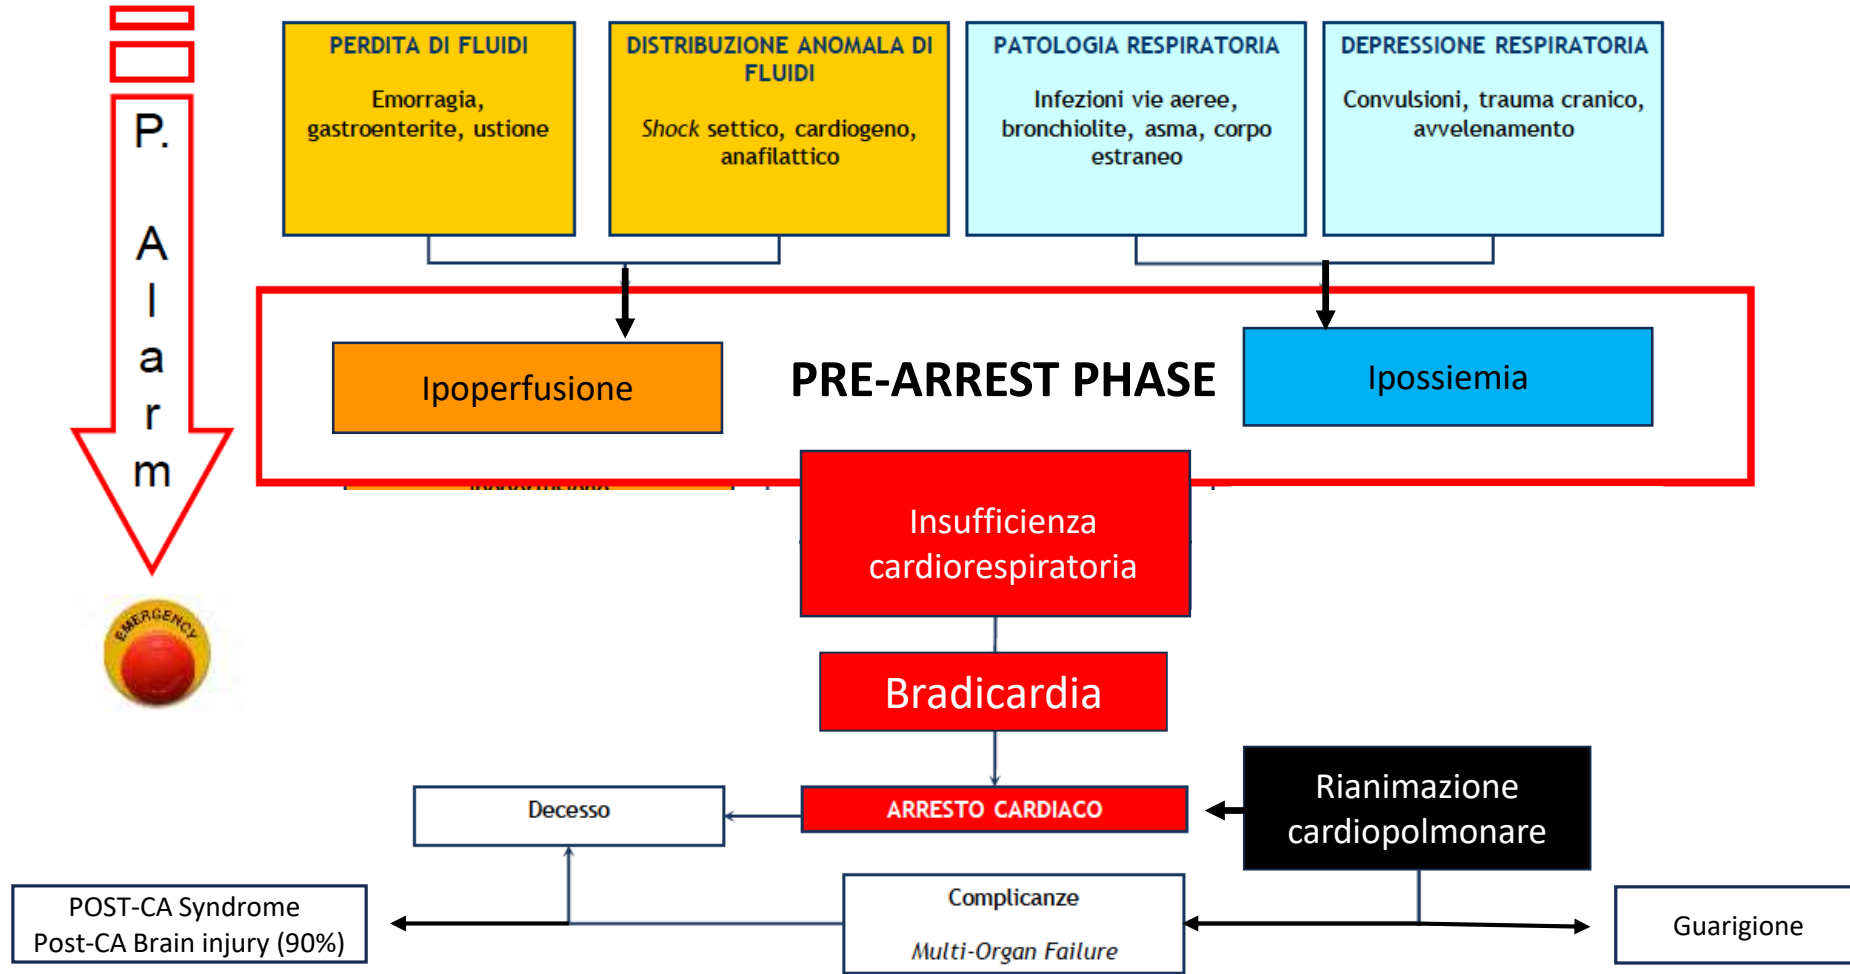 P.
A
l
a
r
m
EMERGENCY
PERDITA DI FLUIDI
Emorragia,
gastroenterite, ustione
DISTRIBUZIONE ANOMALA DI
FLUIDI
Shock settico, cardiogeno,
anafilattico
PATOLOGIA RESPIRATORIA
Infezioni vie aeree,
bronchiolite, asma, corpo
estraneo
DEPRESSIONE RESPIRATORIA
Convulsioni, trauma cranico,
avvelenamento
Ipoperfusione
PRE-ARREST PHASE
Ipossiemia
Insufficienza
cardiorespiratoria
Bradicardia
Decesso
ARRESTO CARDIACO
Rianimazione
cardiopolmonare
POST-CA Syndrome
Post-CA Brain injury (90%)
Complicanze
Multi-Organ Failure
Guarigione